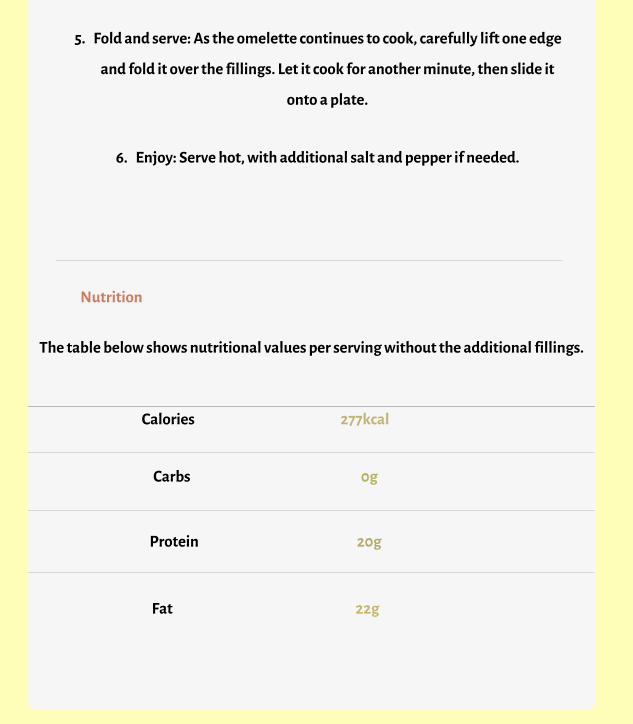 5. Fold and serve: As the omelette continues to cook, carefully lift one edge
and fold it over the fillings. Let it cook for another minute, then slide it
onto a plate.
6. Enjoy: Serve hot, with additional salt and pepper if needed.
Nutrition
The table below shows nutritional values per serving without the additional fillings.
Calories 277kcal
Carbs 0g
Protein 20g
Fat 22g